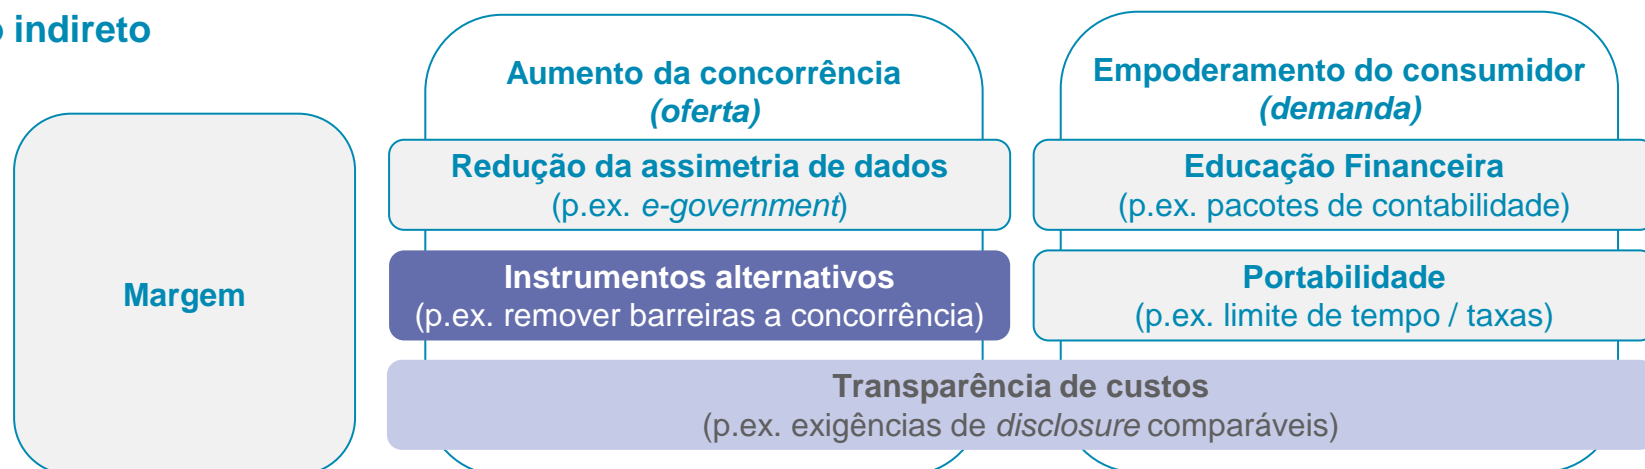 indireto
Margem
Aumento da concorrência
(oferta)
Redução da assimetria de dados
(p.ex. e-government)
Instrumentos alternativos
(p.ex. remover barreiras a concorrência)
Empoderamento do consumidor
(demanda)
Educação Financeira
(p.ex. pacotes de contabilidade)
Portabilidade
(p.ex. limite de tempo / taxas)
Transparência de custos
(p.ex. exigências de disclosure comparáveis)